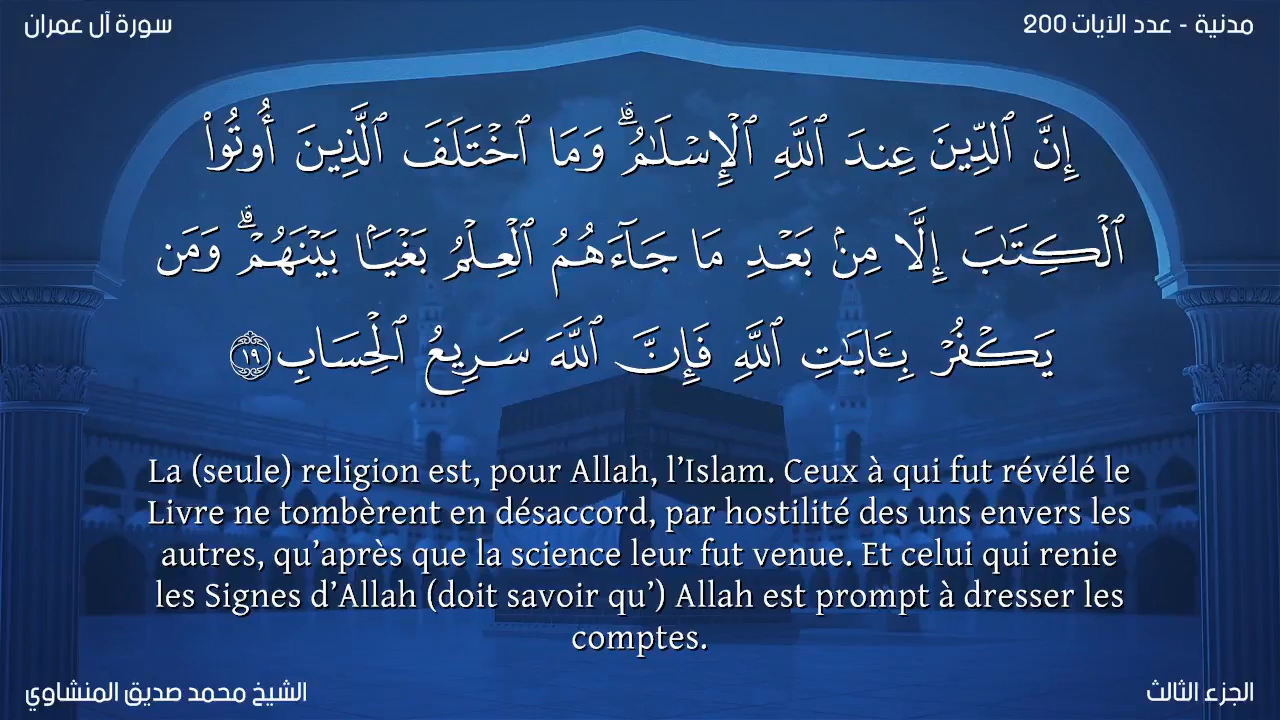 سورة آل عمران
مدنية - عدد الآيات 200
إِنَّ ٱلدِّينَ عِندَ ٱللَّهِ ٱلْإِسْلَٰمُ ۗ وَمَا ٱخْتَلَفَ ٱلَّذِينَ أُوتُوا۟
ٱلْكِتَٰبَ إِلَّا مِنۢ بَعْدِ مَا جَآءَهُمُ ٱلْعِلْمُ بَغْيًۢا بَيْنَهُمْ ۗ وَمَن
يَكْفُرْ بِـَٔايَٰتِ ٱللَّهِ فَإِنَّ ٱللَّهَ سَرِيعُ ٱلْحِسَابِ ١٩
La (seule) religion est, pour Allah, l’Islam. Ceux à qui fut révélé le
Livre ne tombèrent en désaccord, par hostilité des uns envers les
autres, qu’après que la science leur fut venue. Et celui qui renie
les Signes d’Allah (doit savoir qu’) Allah est prompt à dresser les
comptes.
الشيخ محمد صديق المنشاوي
الجزء الثالث